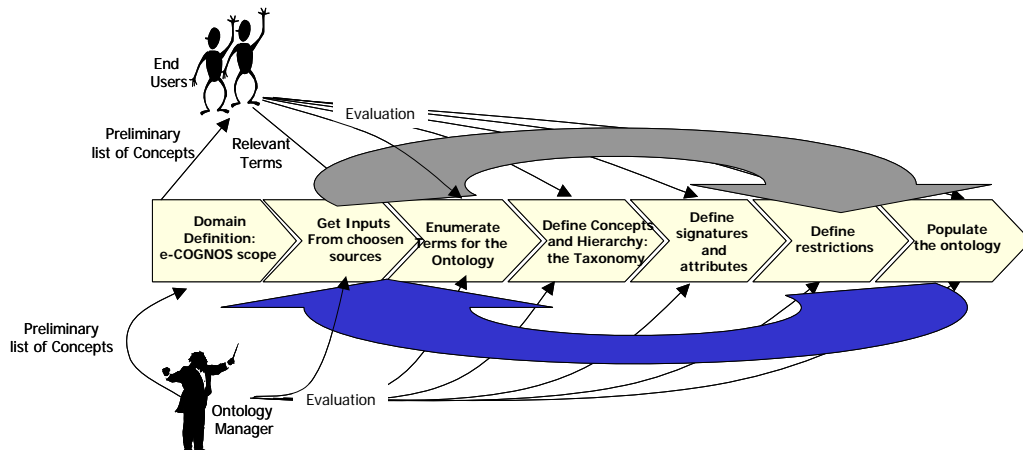 End
Users
Preliminary
list of Concepts
Relevant
Terms
Evaluation
Domain
Definition:
e-COGNOS scope
Get Inputs
From choosen
sources
Enumerate
Terms for the
Ontology
Define Concepts
and Hierarchy:
the Taxonomy
Define
signatures
and
attributes
Define
restrictions
Populate
the ontology
Preliminary
list of Concepts
Ontology
Manager
Evaluation